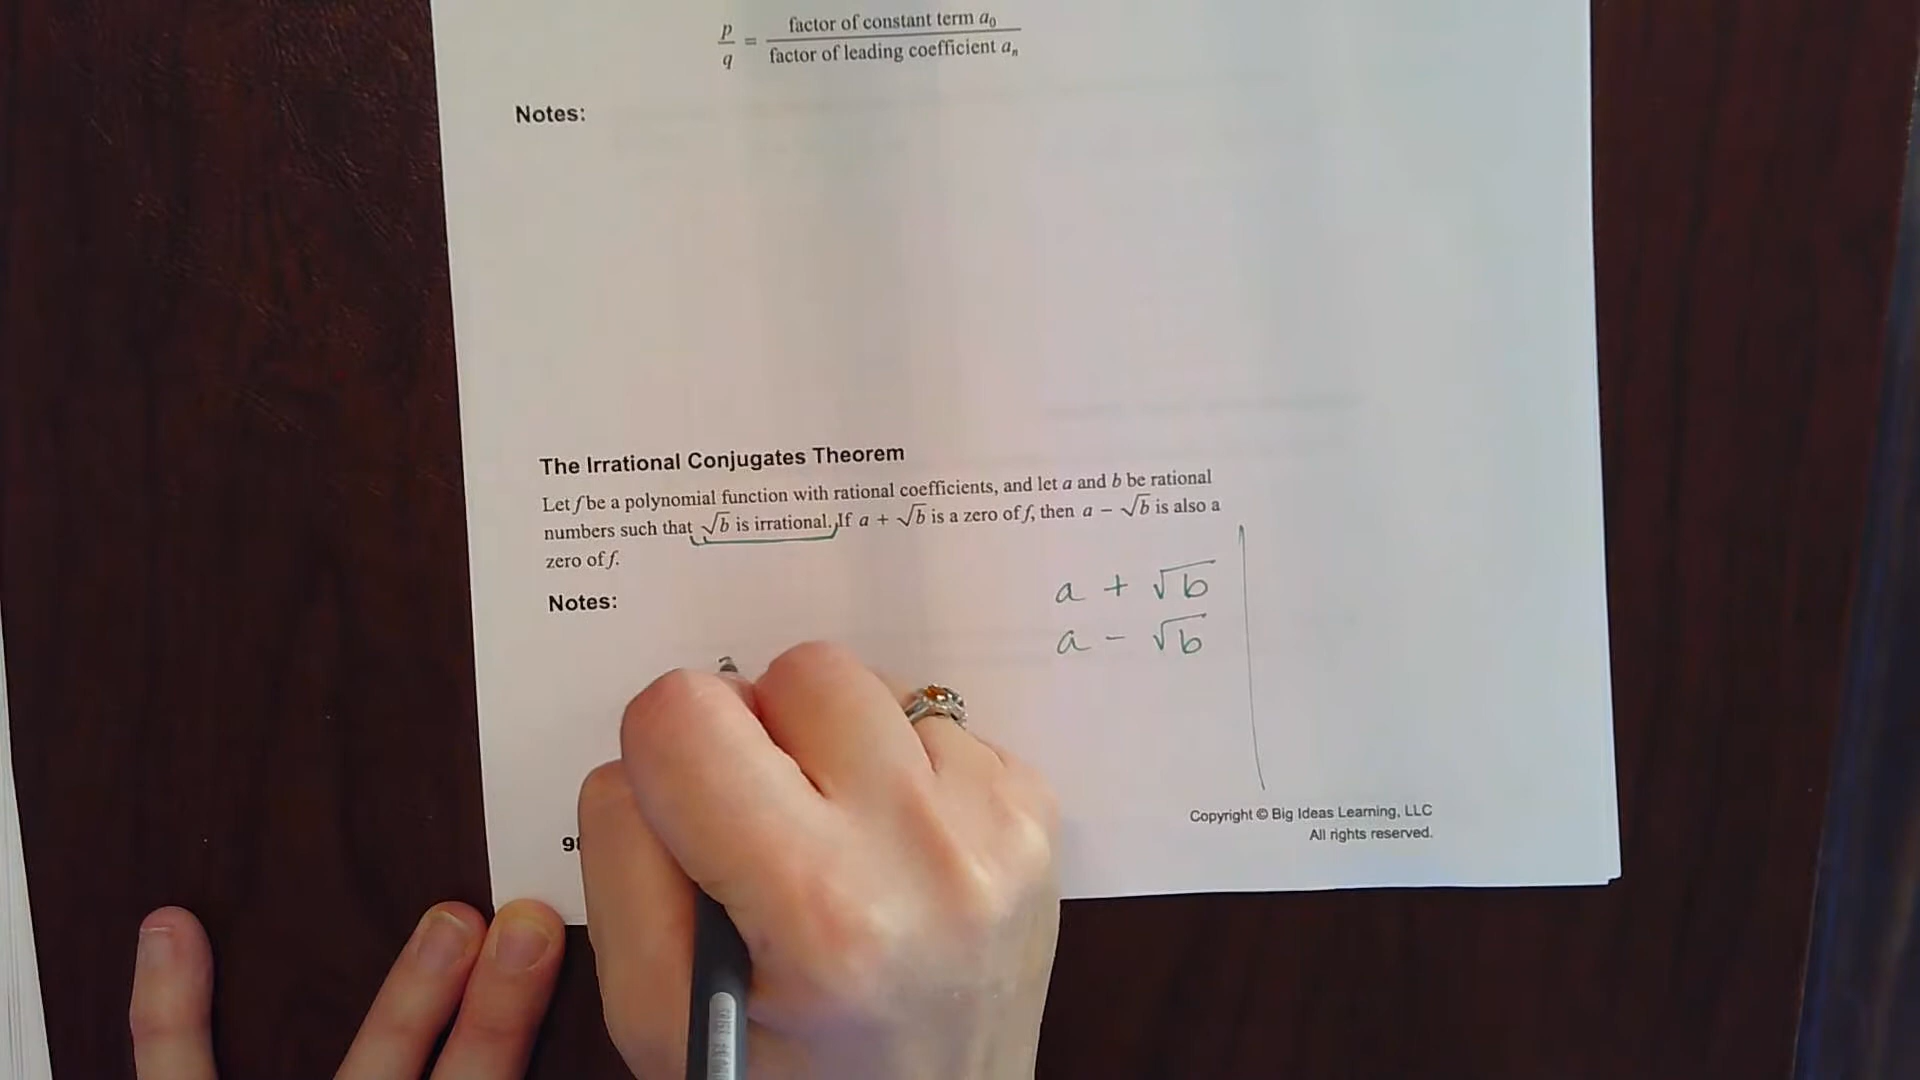 p/q = factor of constant term a₀ / factor of leading coefficient aₙ
Notes:
The Irrational Conjugates Theorem
Let f be a polynomial function with rational coefficients, and let a and b be rational
numbers such that √b is irrational. If a + √b is a zero of f, then a − √b is also a
zero of f.
Notes:
a + √b
a − √b
Copyright © Big Ideas Learning, LLC
All rights reserved.